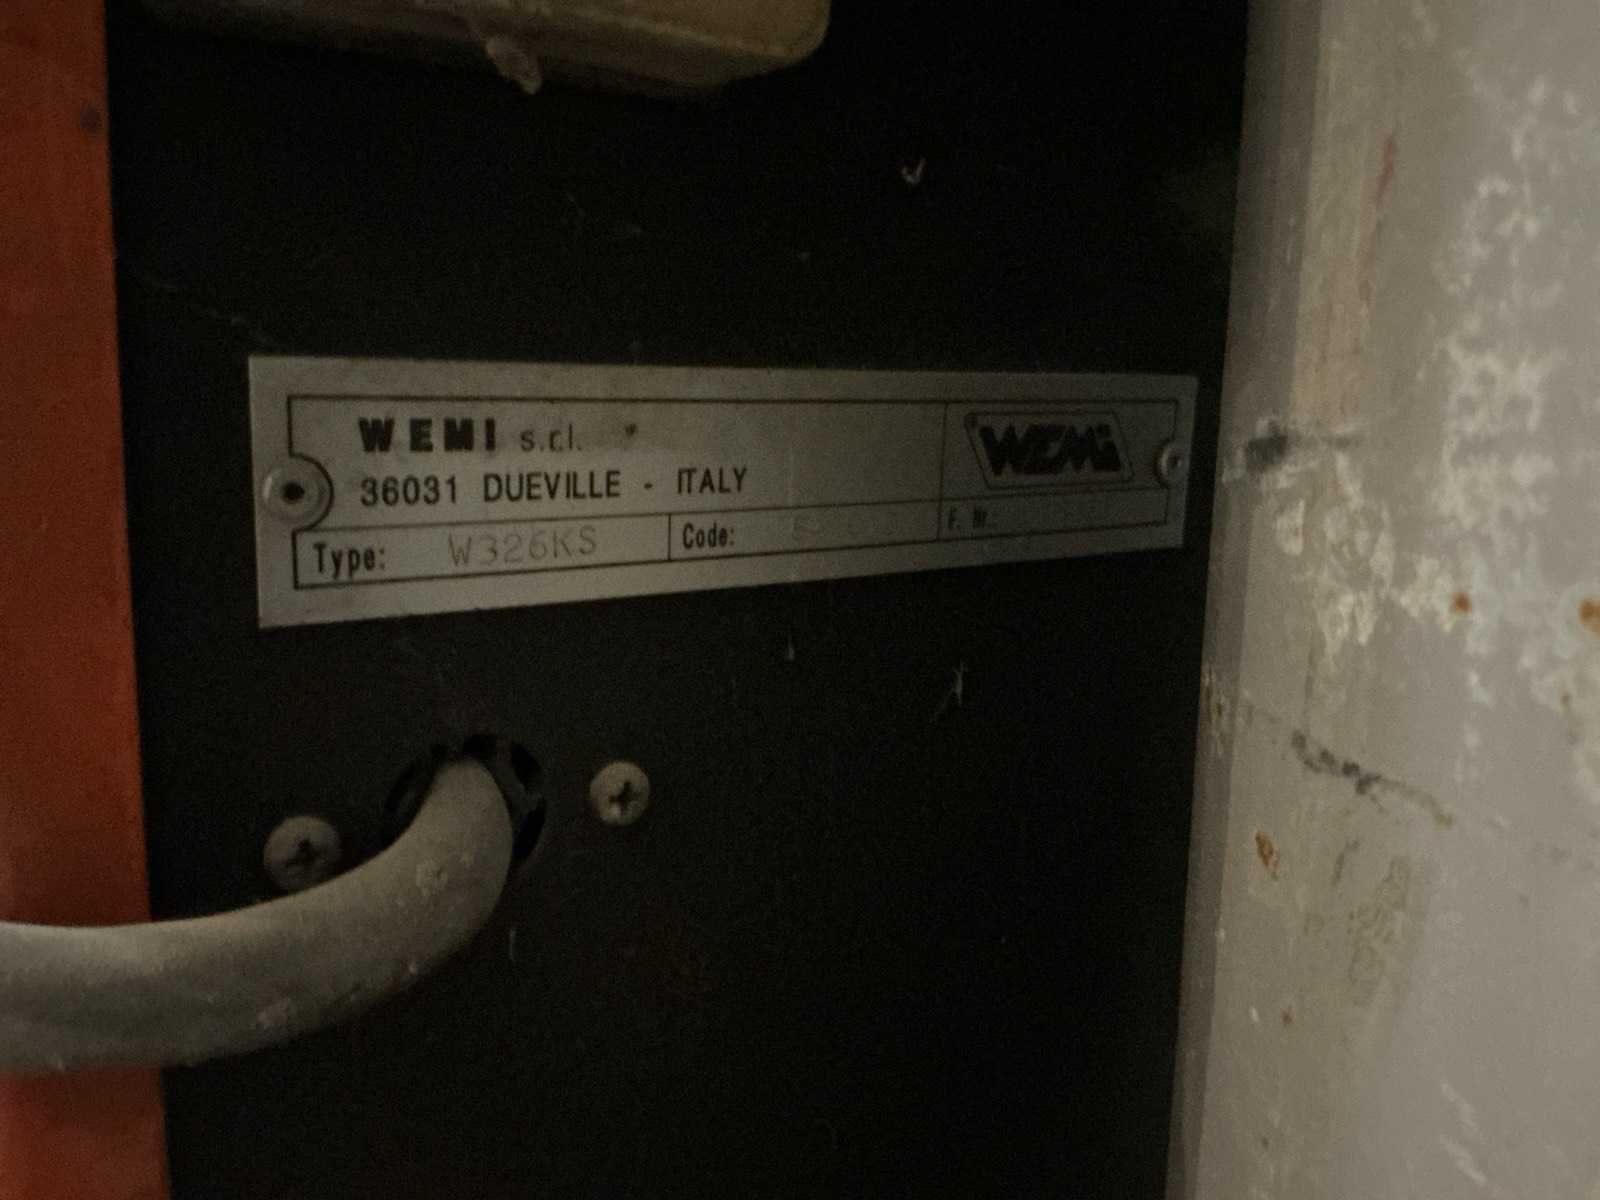 WEMI s.r.l.
36031 DUEVILLE - ITALY
WEMI
Type: W326KS Code: F. Nr.: